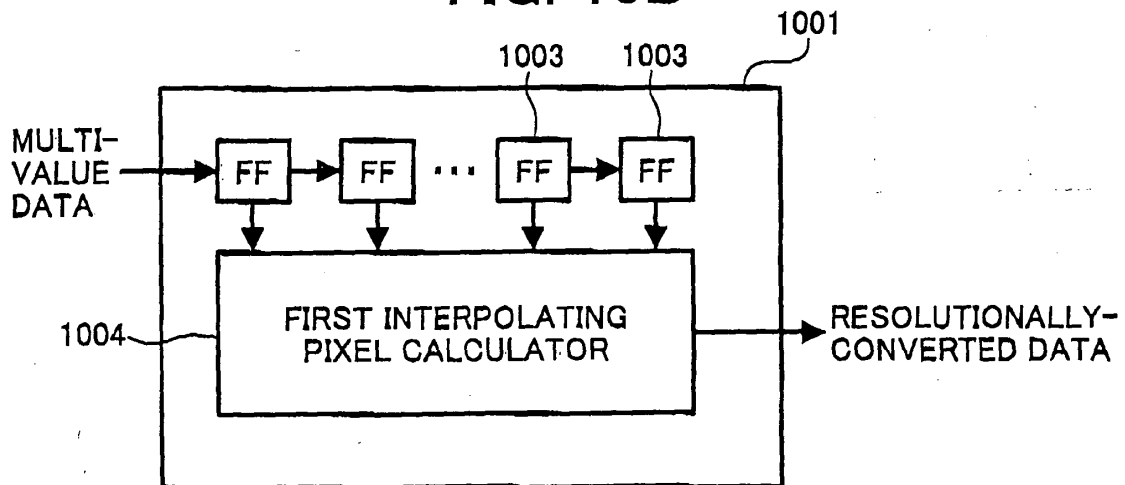 1001
1003 1003
MULTI-
VALUE
DATA
FF FF ... FF FF
1004
FIRST INTERPOLATING
PIXEL CALCULATOR
RESOLUTIONALLY-
CONVERTED DATA